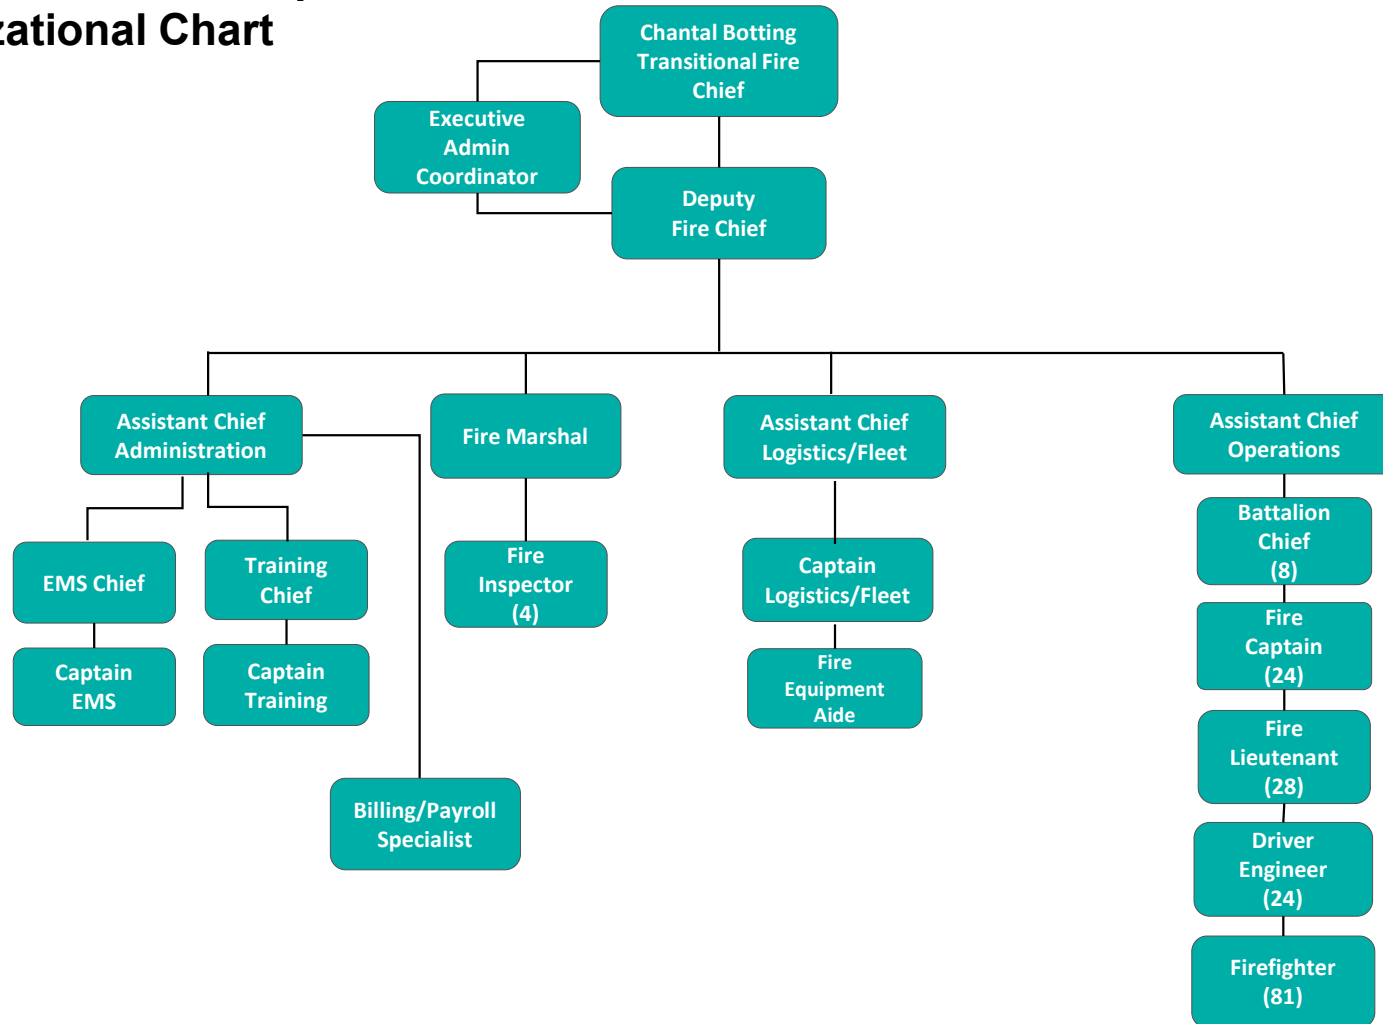 zational Chart
Chantal Botting
Transitional Fire
Chief
Executive
Admin
Coordinator
Deputy
Fire Chief
Assistant Chief
Administration
Fire Marshal
Assistant Chief
Logistics/Fleet
Assistant Chief
Operations
EMS Chief
Training
Chief
Fire
Inspector
(4)
Captain
Logistics/Fleet
Battalion
Chief
(8)
Captain
EMS
Captain
Training
Fire
Equipment
Aide
Fire
Captain
(24)
Fire
Lieutenant
(28)
Billing/Payroll
Specialist
Driver
Engineer
(24)
Firefighter
(81)